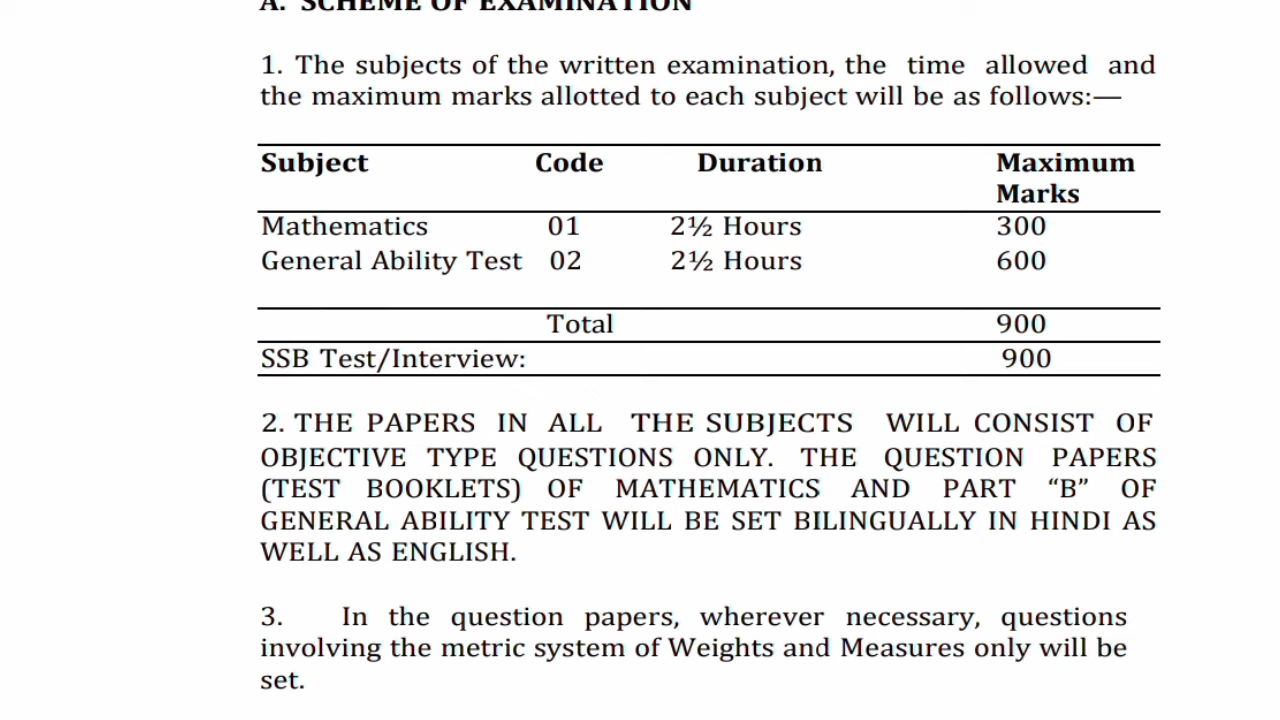 A. SCHEME OF EXAMINATION
1. The subjects of the written examination, the time allowed and
the maximum marks allotted to each subject will be as follows:—
Subject Code Duration Maximum
Marks
Mathematics 01 2½ Hours 300
General Ability Test 02 2½ Hours 600
Total 900
SSB Test/Interview: 900
2. THE PAPERS IN ALL THE SUBJECTS WILL CONSIST OF
OBJECTIVE TYPE QUESTIONS ONLY. THE QUESTION PAPERS
(TEST BOOKLETS) OF MATHEMATICS AND PART “B” OF
GENERAL ABILITY TEST WILL BE SET BILINGUALLY IN HINDI AS
WELL AS ENGLISH.
3. In the question papers, wherever necessary, questions
involving the metric system of Weights and Measures only will be
set.